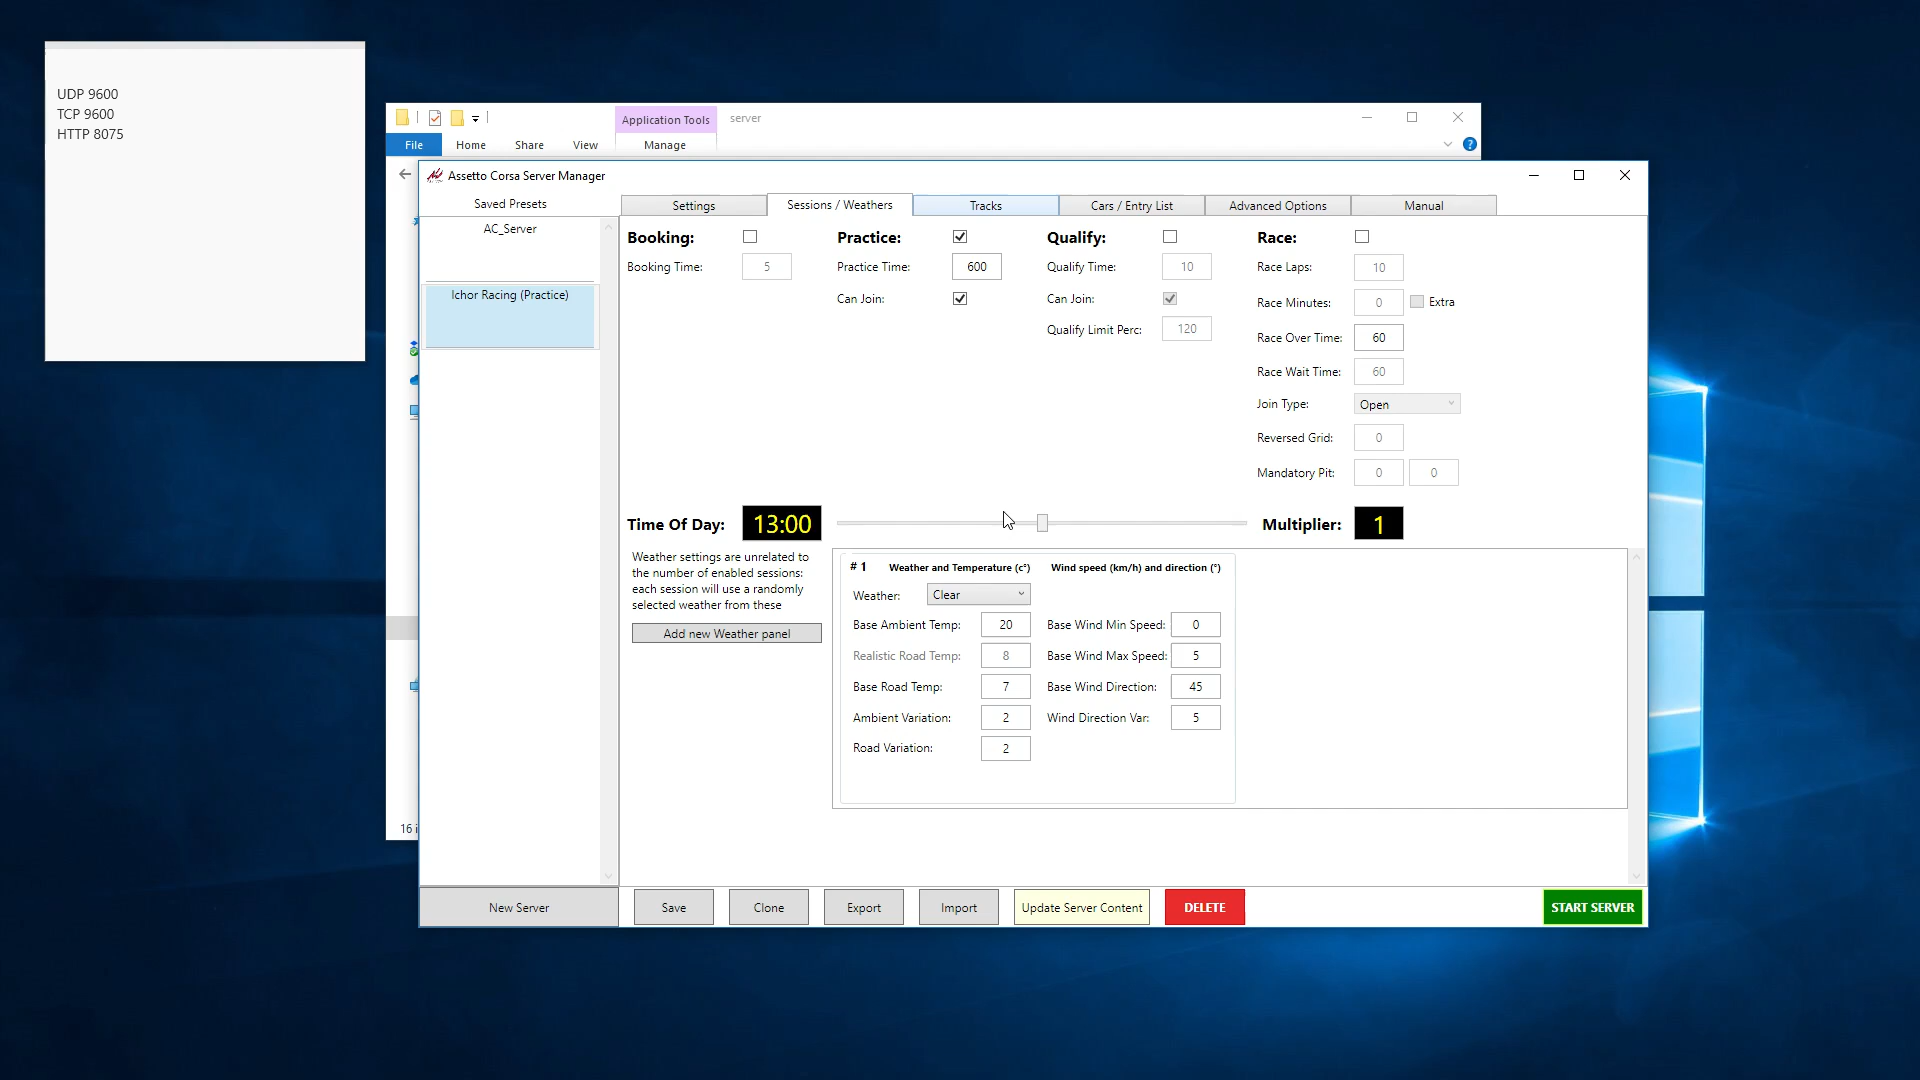 UDP 9600
TCP 9600
HTTP 8075
Application Tools
server
File
Home
Share
View
Manage
Assetto Corsa Server Manager
Saved Presets
AC_Server
Ichor Racing (Practice)
Settings
Sessions / Weathers
Tracks
Cars / Entry List
Advanced Options
Manual
Booking:
Booking Time: 5
Practice:
Practice Time: 600
Can Join:
Qualify:
Qualify Time: 10
Can Join:
Qualify Limit Perc: 120
Race:
Race Laps: 10
Race Minutes: 0 Extra
Race Over Time: 60
Race Wait Time: 60
Join Type: Open
Reversed Grid: 0
Mandatory Pit: 0 0
Time Of Day: 13:00
Multiplier: 1
Weather settings are unrelated to
the number of enabled sessions:
each session will use a randomly
selected weather from these
Add new Weather panel
# 1 Weather and Temperature (c°) Wind speed (km/h) and direction (°)
Weather: Clear
Base Ambient Temp: 20 Base Wind Min Speed: 0
Realistic Road Temp: 8 Base Wind Max Speed: 5
Base Road Temp: 7 Base Wind Direction: 45
Ambient Variation: 2 Wind Direction Var: 5
Road Variation: 2
16 i
New Server
Save
Clone
Export
Import
Update Server Content
DELETE
START SERVER